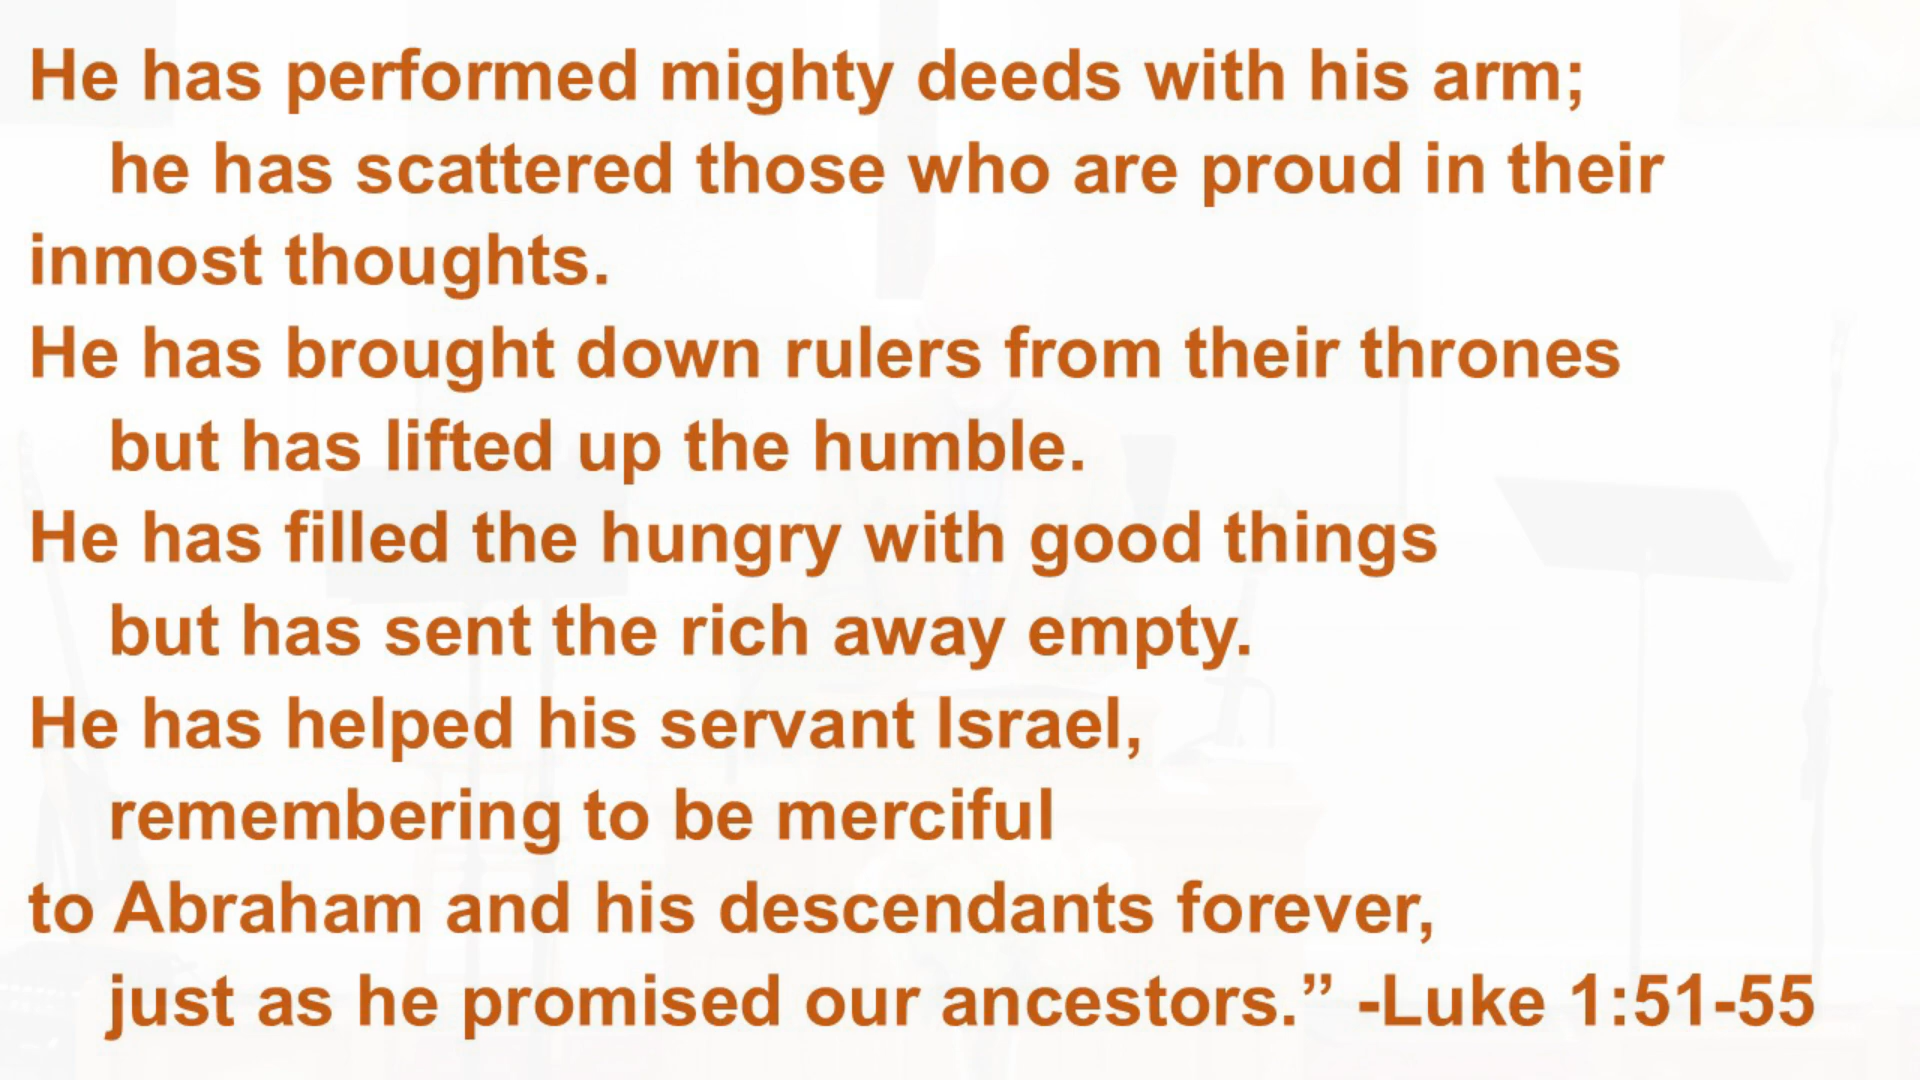 He has performed mighty deeds with his arm;
he has scattered those who are proud in their
inmost thoughts.
He has brought down rulers from their thrones
but has lifted up the humble.
He has filled the hungry with good things
but has sent the rich away empty.
He has helped his servant Israel,
remembering to be merciful
to Abraham and his descendants forever,
just as he promised our ancestors.” -Luke 1:51-55